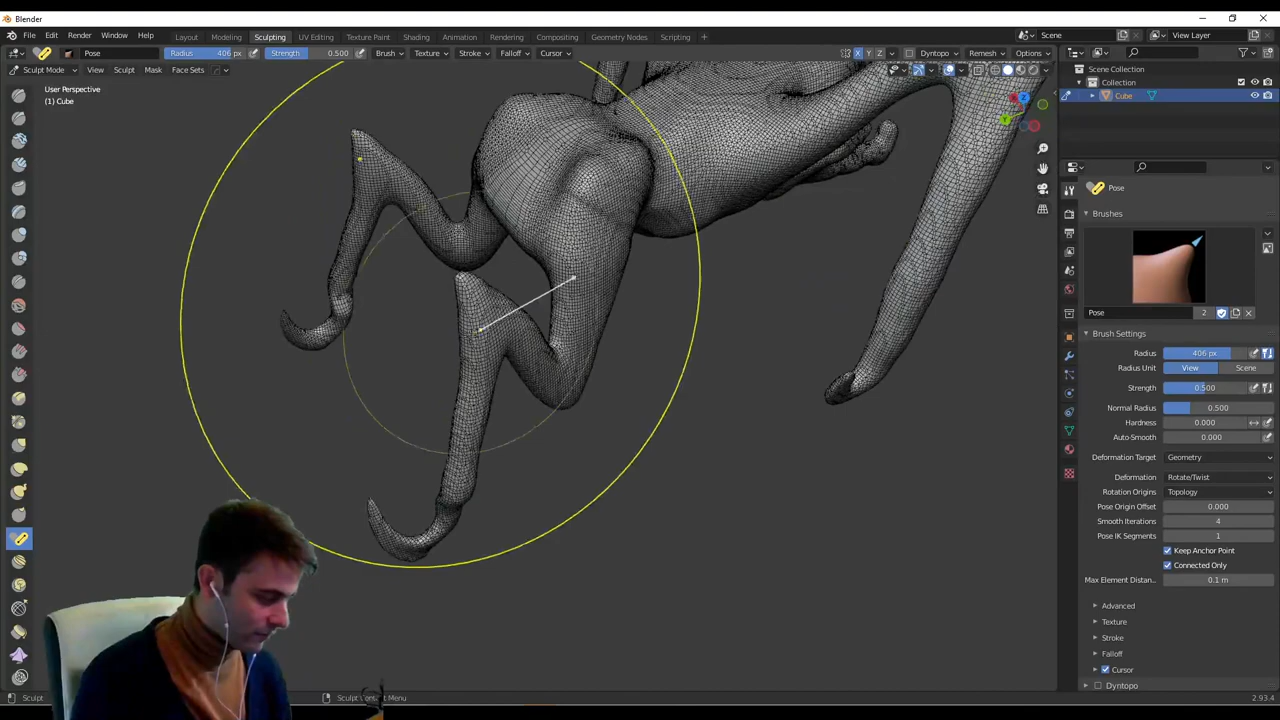 Blender
File Edit Render Window Help Layout Modeling Sculpting UV Editing Texture Paint Shading Animation Rendering Compositing Geometry Nodes Scripting Scene View Layer
Pose Radius 406 px Strength 0.500 Brush Texture Stroke Falloff Cursor X Y Z Dyntopo Remesh Options
Sculpt Mode View Sculpt Mask Face Sets
User Perspective
(1) Cube
Scene Collection
Collection
Cube
Pose
Brushes
Pose 2
Brush Settings
Radius 406 px
Radius Unit View Scene
Strength 0.500
Normal Radius 0.500
Hardness 0.000
Auto-Smooth 0.000
Deformation Target Geometry
Deformation Rotate/Twist
Rotation Origins Topology
Pose Origin Offset 0.000
Smooth Iterations 4
Pose IK Segments 1
Keep Anchor Point
Connected Only
Max Element Distan.. 0.1 m
Advanced
Texture
Stroke
Falloff
Cursor
Dyntopo
Sculpt Sculpt Context Menu 2.93.4